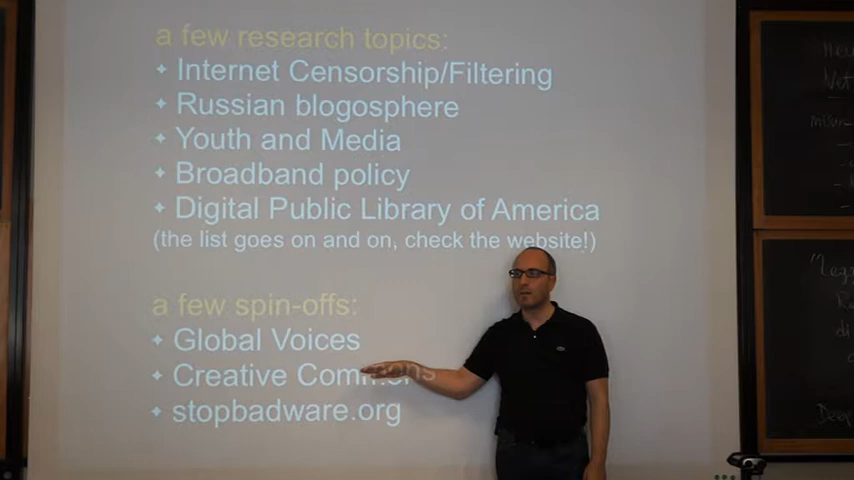 a few research topics:
✦ Internet Censorship/Filtering
✦ Russian blogosphere
✦ Youth and Media
✦ Broadband policy
✦ Digital Public Library of America
(the list goes on and on, check the website!)
a few spin-offs:
✦ Global Voices
✦ Creative Commons
✦ stopbadware.org